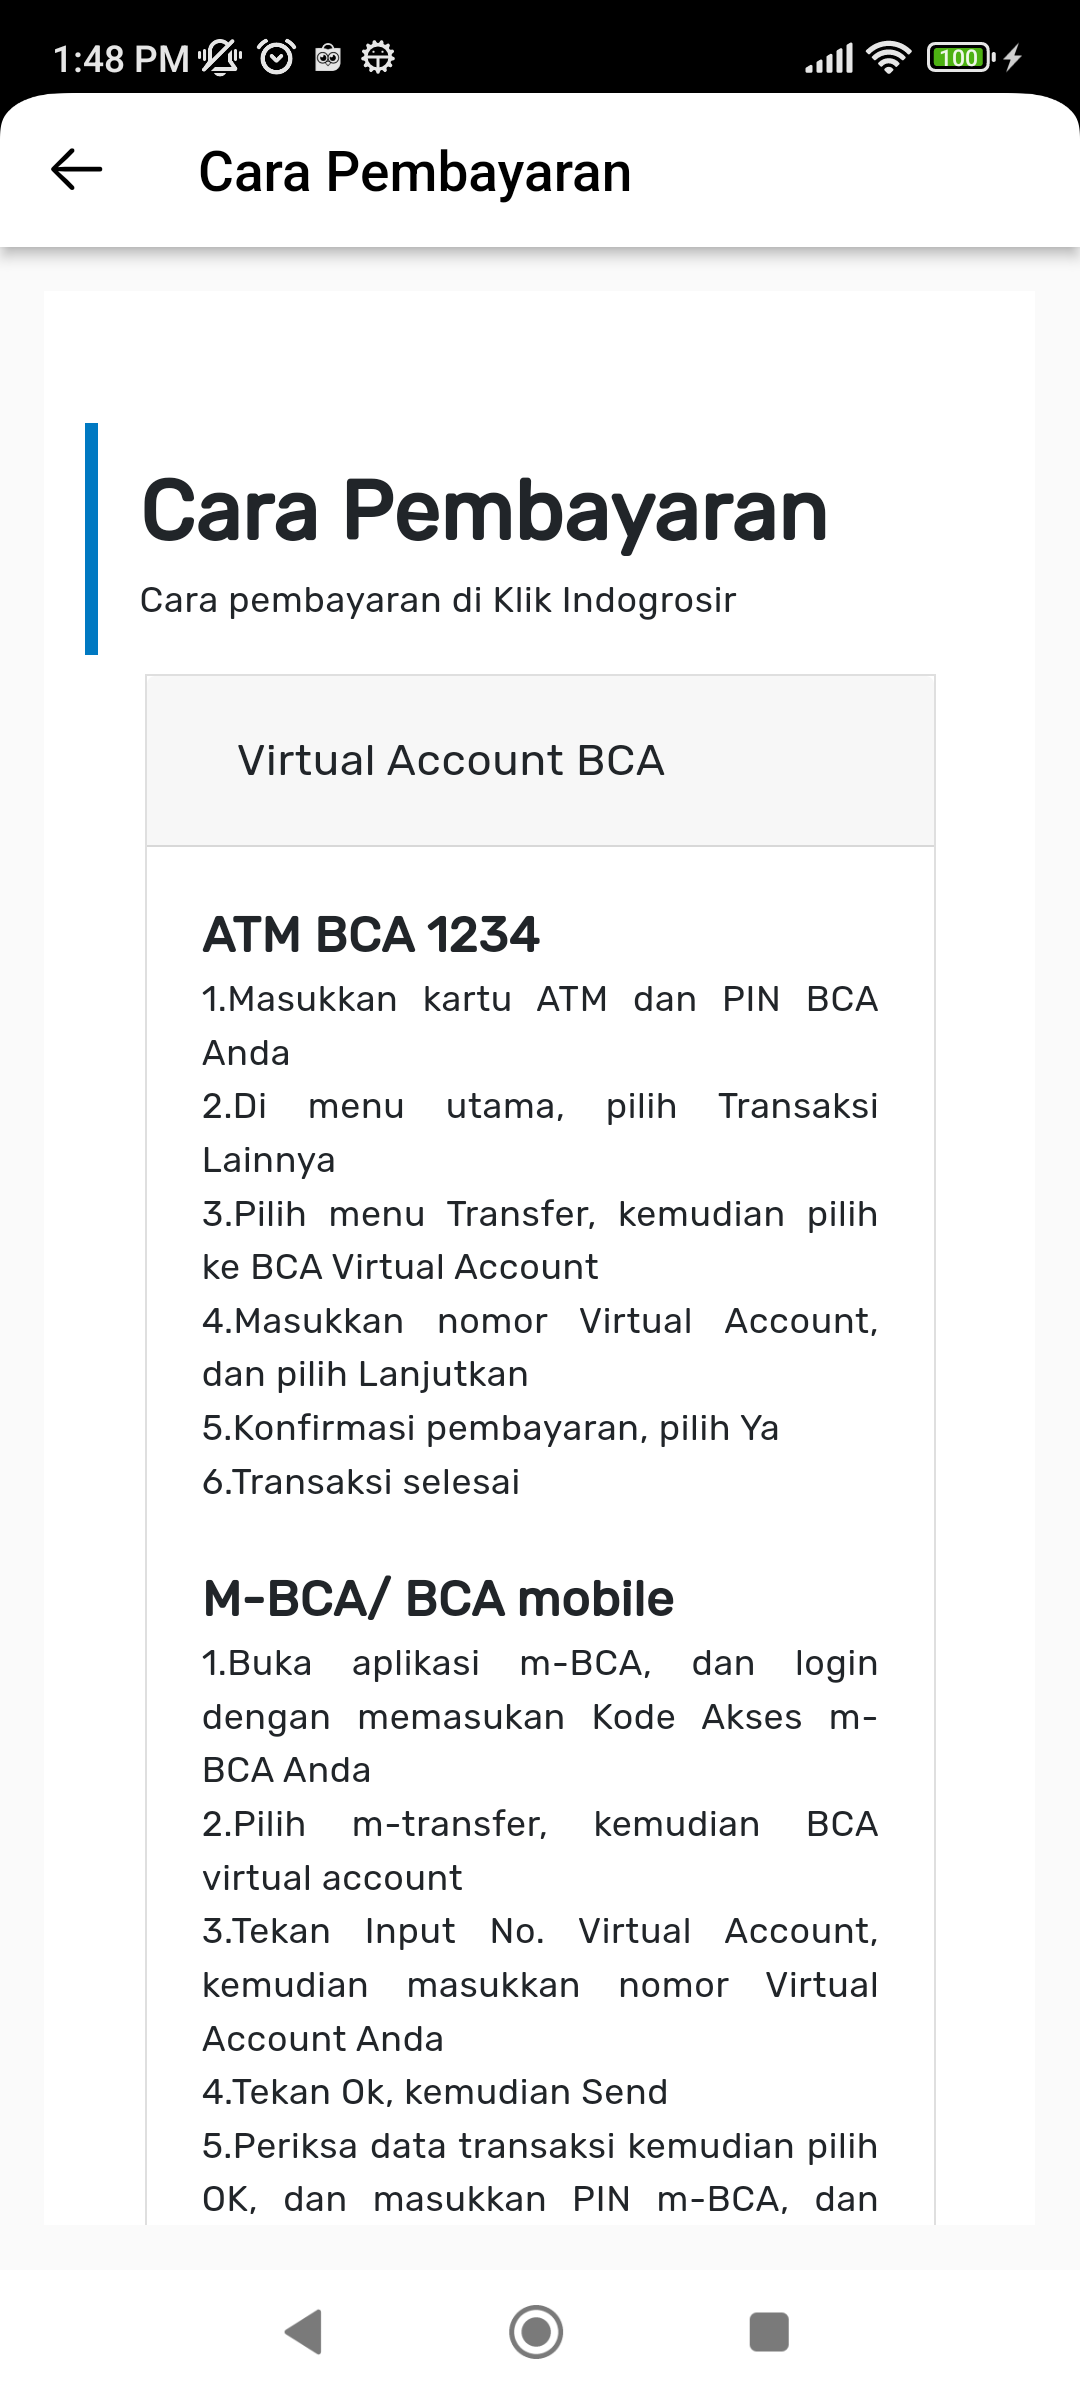 1:48 PM
100
Cara Pembayaran
Cara Pembayaran
Cara pembayaran di Klik Indogrosir
Virtual Account BCA
ATM BCA 1234
1.Masukkan kartu ATM dan PIN BCA
Anda
2.Di menu utama, pilih Transaksi
Lainnya
3.Pilih menu Transfer, kemudian pilih
ke BCA Virtual Account
4.Masukkan nomor Virtual Account,
dan pilih Lanjutkan
5.Konfirmasi pembayaran, pilih Ya
6.Transaksi selesai
M-BCA/ BCA mobile
1.Buka aplikasi m-BCA, dan login
dengan memasukan Kode Akses m-
BCA Anda
2.Pilih m-transfer, kemudian BCA
virtual account
3.Tekan Input No. Virtual Account,
kemudian masukkan nomor Virtual
Account Anda
4.Tekan Ok, kemudian Send
5.Periksa data transaksi kemudian pilih
OK, dan masukkan PIN m-BCA, dan